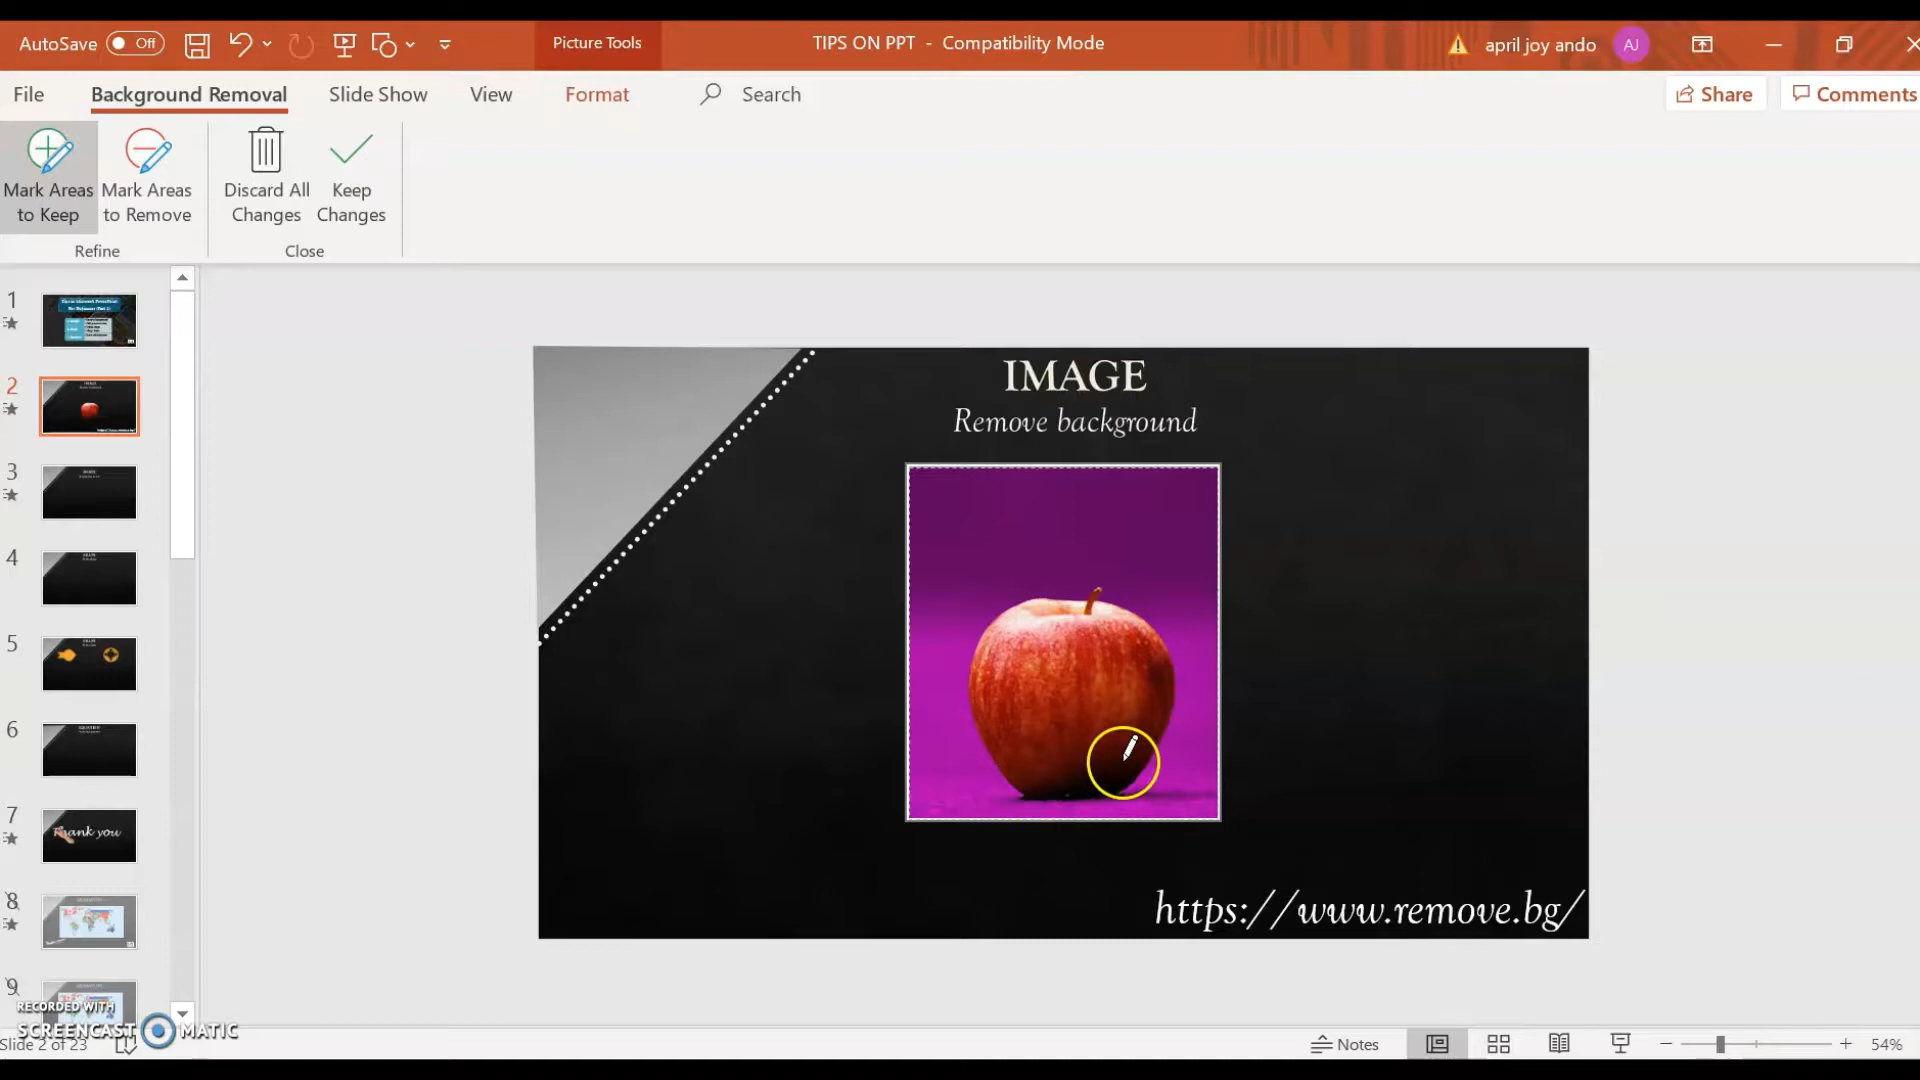 AutoSave Off
Picture Tools
TIPS ON PPT - Compatibility Mode
april joy ando AJ
File
Background Removal
Slide Show
View
Format
Search
Share
Comments
Mark Areas to Keep
Mark Areas to Remove
Discard All Changes
Keep Changes
Refine
Close
1
2
3
4
5
6
7
Thank you
8
9
IMAGE
Remove background
https://www.remove.bg/
RECORDED WITH
SCREENCAST MATIC
Slide 2 of 23
Notes
54%